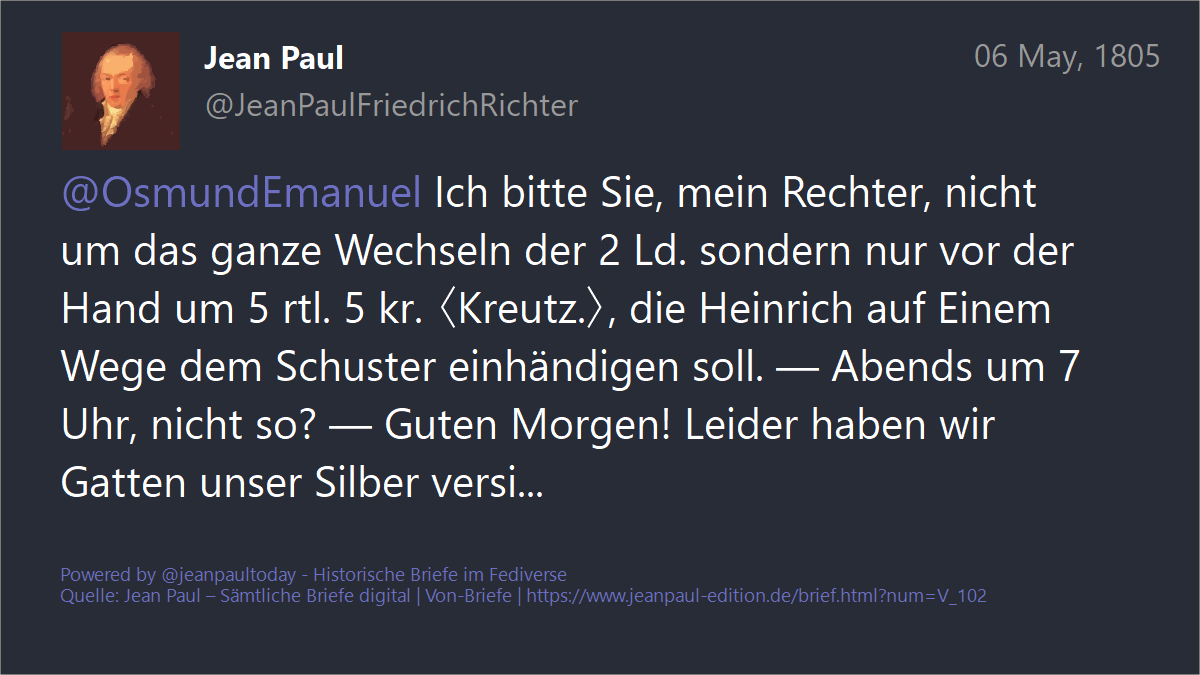 Jean Paul
06 May, 1805
@JeanPaulFriedrichRichter
@OsmundEmanuel Ich bitte Sie, mein Rechter, nicht
um das ganze Wechseln der 2 Ld. sondern nur vor der
Hand um 5 rtl. 5 kr. 〈Kreutz.〉, die Heinrich auf Einem
Wege dem Schuster einhändigen soll. — Abends um 7
Uhr, nicht so? — Guten Morgen! Leider haben wir
Gatten unser Silber versi...
Powered by @jeanpaultoday - Historische Briefe im Fediverse
Quelle: Jean Paul – Sämtliche Briefe digital | Von-Briefe | https://www.jeanpaul-edition.de/brief.html?num=V_102